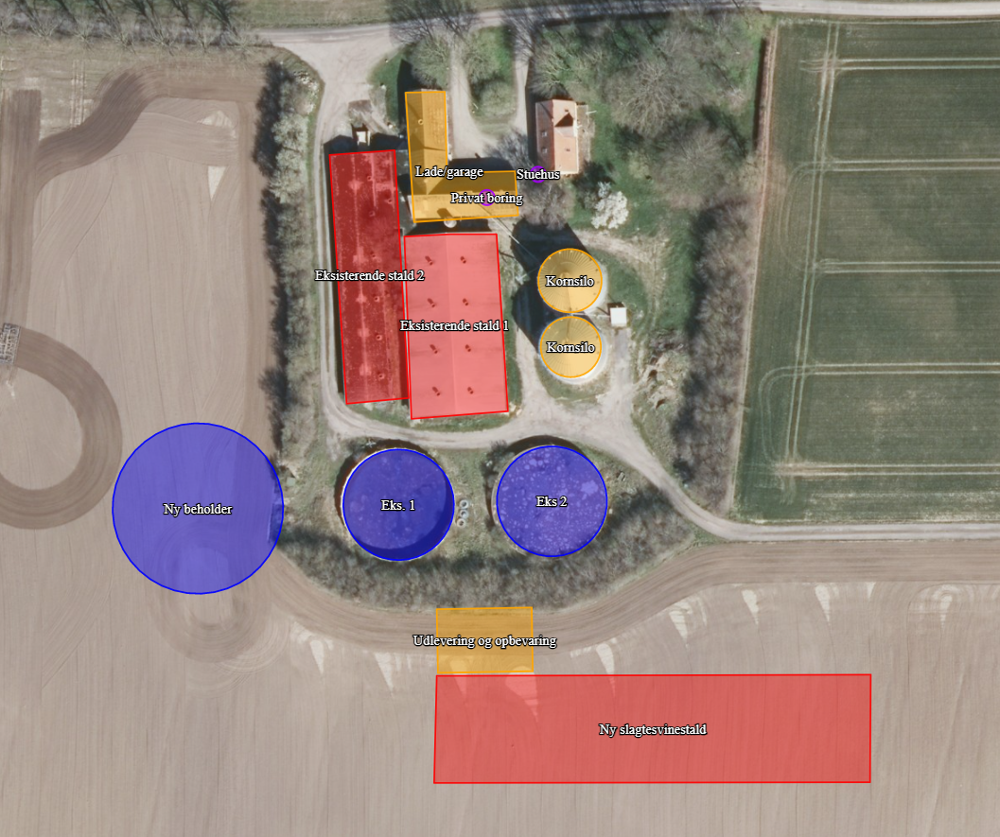 Lade/garage
Stuehus
Privat boring
Eksisterende stald 2
Kornsilo
Eksisterende stald 1
Kornsilo
Ny beholder
Eks. 1
Eks 2
Udlevering og opbevaring
Ny slagtesvinestald